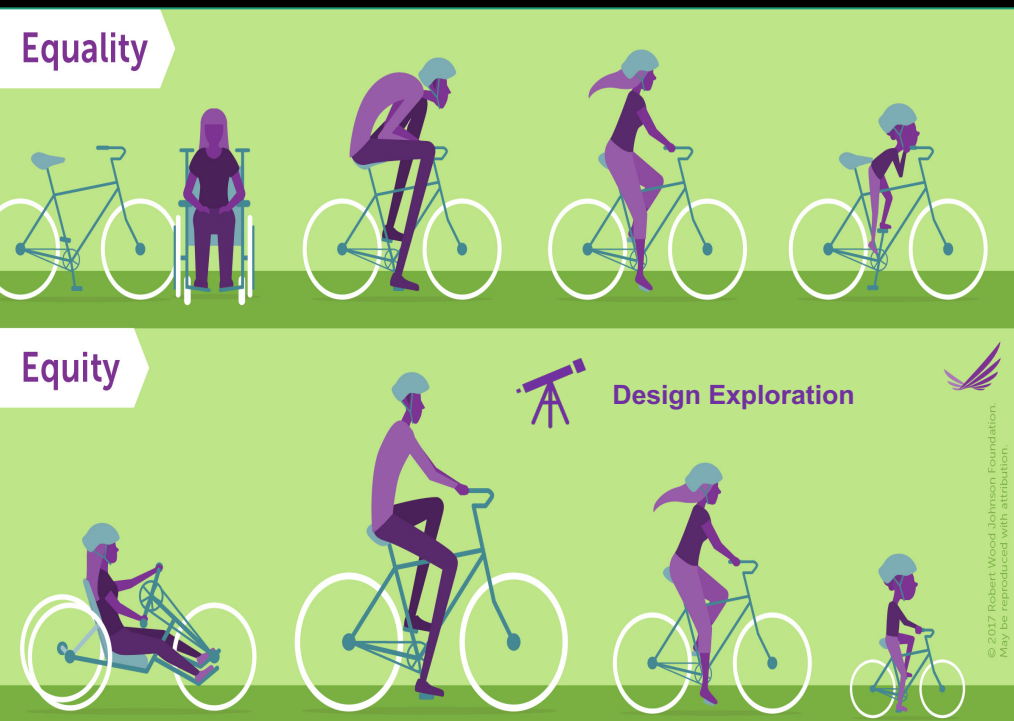 Equality
Equity
Design Exploration
© 2017 Robert Wood Johnson Foundation.
May be reproduced with attribution.